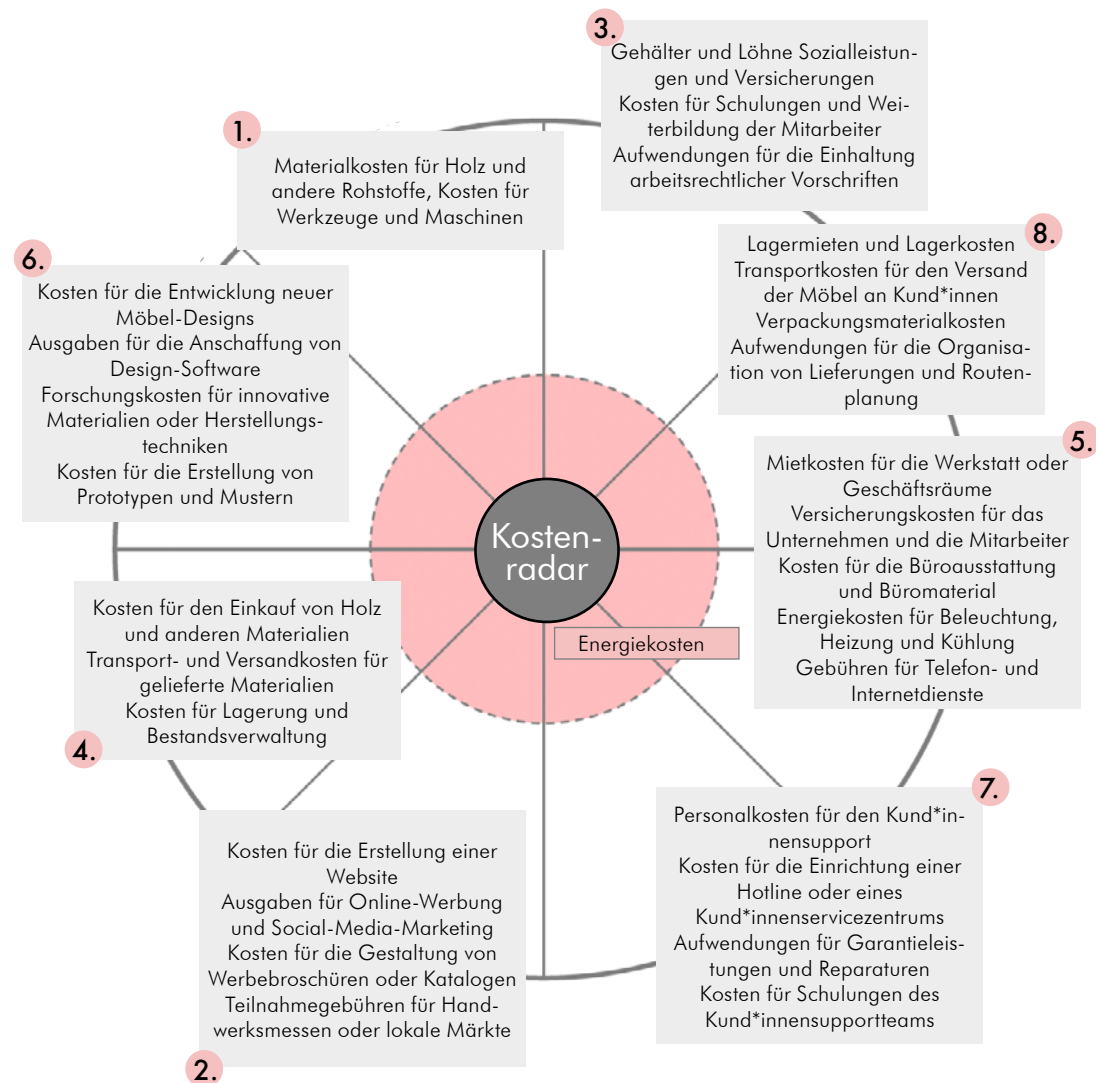 3.
Gehälter und Löhne Sozialleistun-
gen und Versicherungen
Kosten für Schulungen und Wei-
terbildung der Mitarbeiter
Aufwendungen für die Einhaltung
arbeitsrechtlicher Vorschriften
1.
Materialkosten für Holz und
andere Rohstoffe, Kosten für
Werkzeuge und Maschinen
8.
Lagermieten und Lagerkosten
Transportkosten für den Versand
der Möbel an Kund*innen
Verpackungsmaterialkosten
Aufwendungen für die Organisa-
tion von Lieferungen und Routen-
planung
6.
Kosten für die Entwicklung neuer
Möbel-Designs
Ausgaben für die Anschaffung von
Design-Software
Forschungskosten für innovative
Materialien oder Herstellungs-
techniken
Kosten für die Erstellung von
Prototypen und Mustern
5.
Mietkosten für die Werkstatt oder
Geschäftsräume
Versicherungskosten für das
Unternehmen und die Mitarbeiter
Kosten für die Büroausstattung
und Büromaterial
Energiekosten für Beleuchtung,
Heizung und Kühlung
Gebühren für Telefon- und
Internetdienste
Kosten-
radar
Energiekosten
Kosten für den Einkauf von Holz
und anderen Materialien
Transport- und Versandkosten für
gelieferte Materialien
Kosten für Lagerung und
Bestandsverwaltung
4.
7.
Personalkosten für den Kund*in-
nensupport
Kosten für die Einrichtung einer
Hotline oder eines
Kund*innenservicezentrums
Aufwendungen für Garantieleis-
tungen und Reparaturen
Kosten für Schulungen des
Kund*innensupportteams
Kosten für die Erstellung einer
Website
Ausgaben für Online-Werbung
und Social-Media-Marketing
Kosten für die Gestaltung von
Werbebroschüren oder Katalogen
Teilnahmegebühren für Hand-
werksmessen oder lokale Märkte
2.